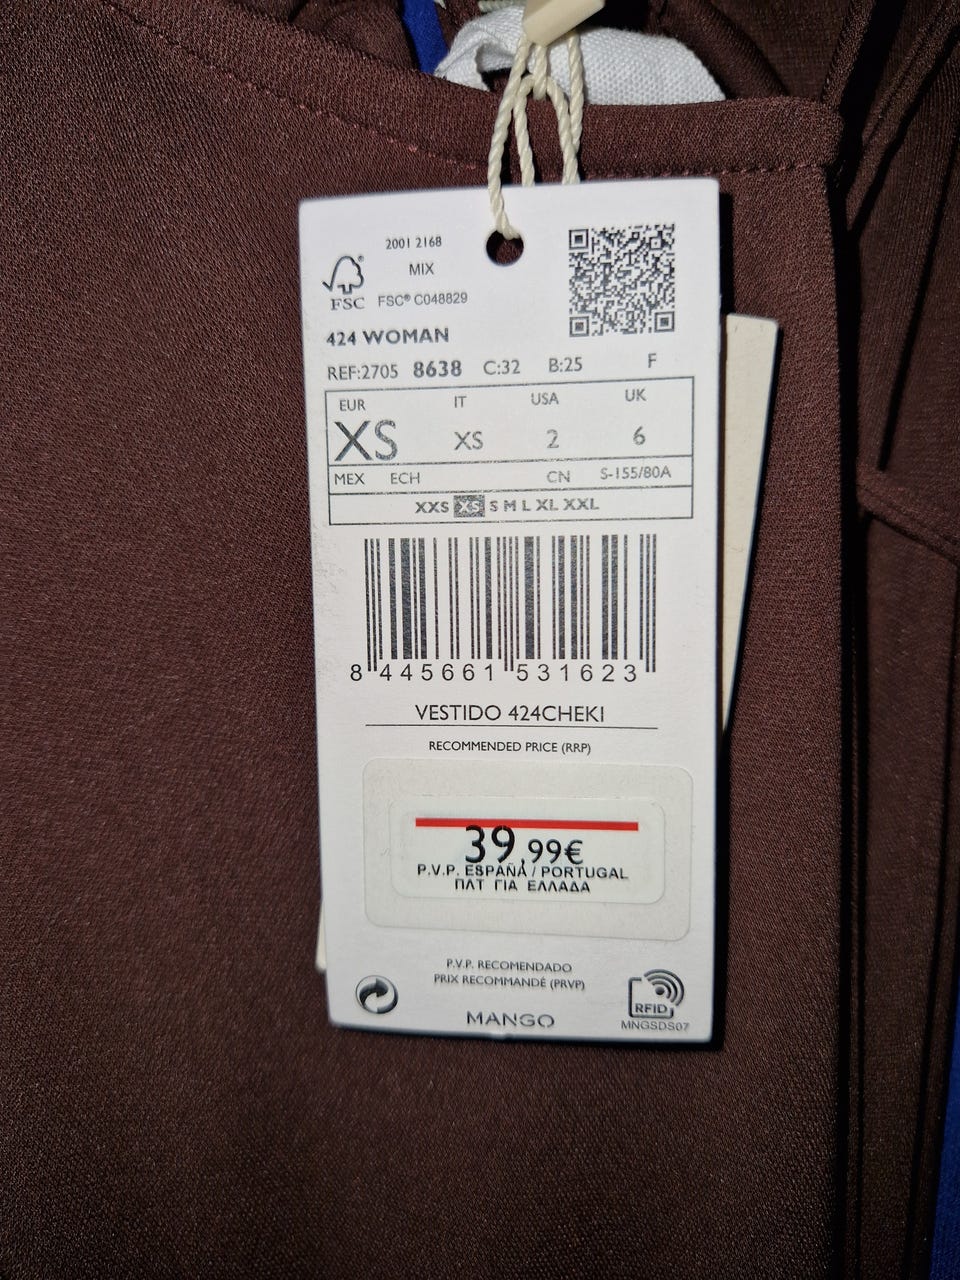 2001 2168
MIX
FSC
FSC® C048829
424 WOMAN
REF:2705 8638 C:32 B:25 F
EUR IT USA UK
XS XS 2 6
MEX ECH CN S-155/80A
XXS XS S M L XL XXL
8 445661 531623
VESTIDO 424CHEKI
RECOMMENDED PRICE (RRP)
39,99€
P.V.P. ESPAÑA / PORTUGAL
ΠΛΤ ΓΙΑ ΕΛΛΑΔΑ
P.V.P. RECOMENDADO
PRIX RECOMMANDÉ (PRVP)
MANGO
RFID
MNGSDS07